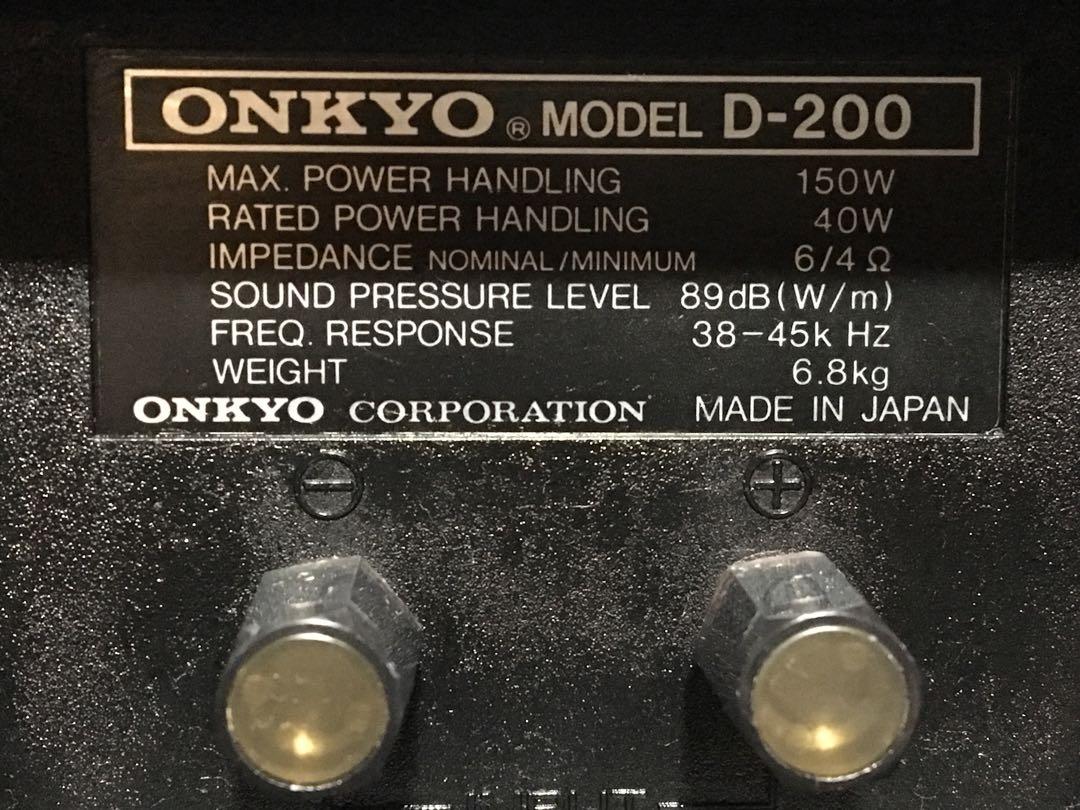 ONKYO® MODEL D-200
MAX. POWER HANDLING 150W
RATED POWER HANDLING 40W
IMPEDANCE NOMINAL/MINIMUM 6/4 Ω
SOUND PRESSURE LEVEL 89dB(W/m)
FREQ. RESPONSE 38-45k Hz
WEIGHT 6.8kg
ONKYO CORPORATION MADE IN JAPAN
- +